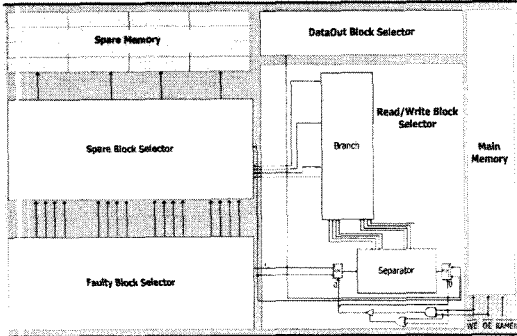 Spare Memory
DataOut Block Selector
Read/Write Block
Selector
Branch
Main
Memory
Spare Block Selector
Separator
Faulty Block Selector
WE OE RAMEN